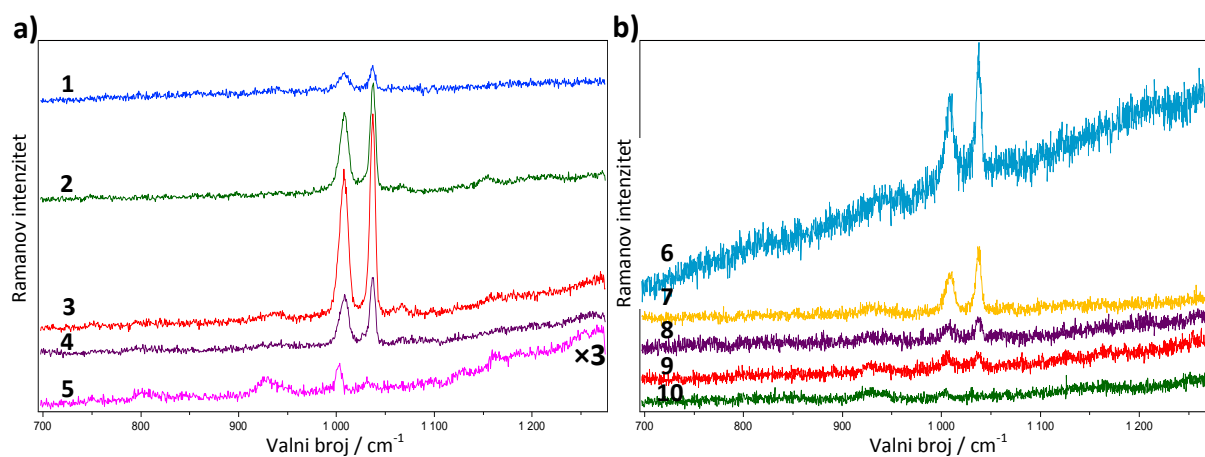 a)
1
2
3
4
5
×3
Ramanov intenzitet
700 800 900 1 000 1 100 1 200
Valni broj / cm⁻¹
b)
6
7
8
9
10
Ramanov intenzitet
700 800 900 1 000 1 100 1 200
Valni broj / cm⁻¹